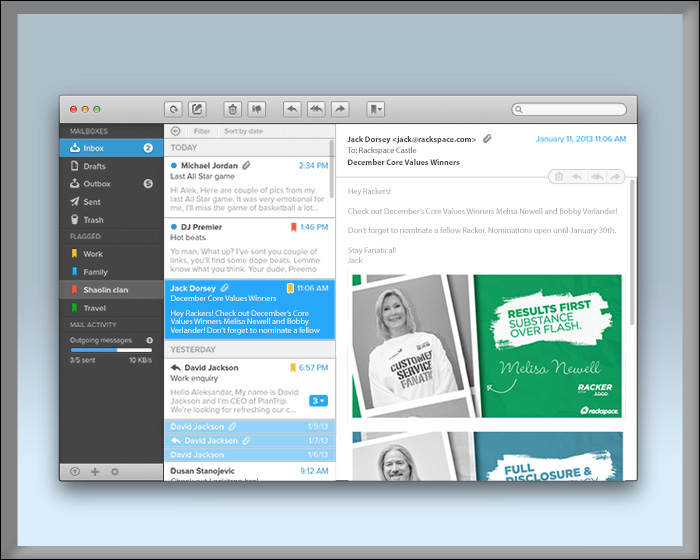 MAILBOXES
Inbox 2
Drafts
Outbox 5
Sent
Trash
FLAGGED
Work
Family
Shaolin clan
Travel
MAIL ACTIVITY
Outgoing messages
3/5 sent 10 KB/s
Filter Sort by date
TODAY
Michael Jordan 2:34 PM
Last All Star game
Hi Alek, Here are couple of pics from my
last All Star game. It was very emotional for
me, I'll miss the game of basketball a lot...
DJ Premier 1:46 PM
Hot beats
Yo man, What up? I've sent you couple of
links, you'll find some dope beats. Lemme
know what you think. Your dude, Preemo
Jack Dorsey 11:06 AM
December Core Values Winners
Hey Rackers! Check out December's Core
Values Winners Melisa Newell and Bobby
Verlander! Don't forget to nominate a fellow
YESTERDAY
David Jackson 6:57 PM
Work enquiry
Hello Aleksandar, My name is David
Jackson and I'm CEO of PlanTrip.
We're looking for refreshing our c...
3
David Jackson 1/9/13
David Jackson 1/7/13
David Jackson 1/6/13
Dusan Stanojevic 9:12 AM
Jack Dorsey <jack@rackspace.com> January 11, 2013 11:06 AM
To: Rackspace Castle
December Core Values Winners
Hey Rackers!
Check out December's Core Values Winners Melisa Newell and Bobby Verlander!
Don't forget to nominate a fellow Racker. Nominations open until January 30th.
Stay Fanatical!
Jack
CUSTOMER
SERVICE
FANATIC
RESULTS FIRST
SUBSTANCE
OVER FLASH.
Melisa Newell
RACKER
rackspace.
FULL
DISCLOSURE &